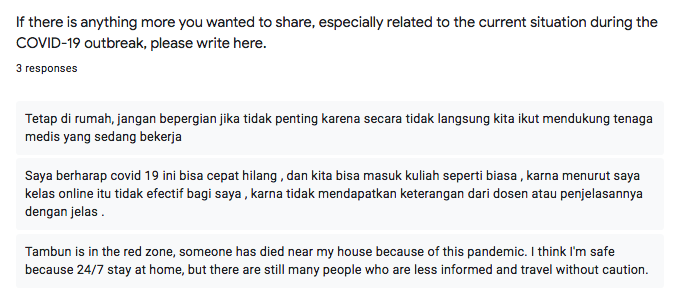 If there is anything more you wanted to share, especially related to the current situation during the
COVID-19 outbreak, please write here.
3 responses
Tetap di rumah, jangan bepergian jika tidak penting karena secara tidak langsung kita ikut mendukung tenaga
medis yang sedang bekerja
Saya berharap covid 19 ini bisa cepat hilang , dan kita bisa masuk kuliah seperti biasa , karna menurut saya
kelas online itu tidak efectif bagi saya , karna tidak mendapatkan keterangan dari dosen atau penjelasannya
dengan jelas .
Tambun is in the red zone, someone has died near my house because of this pandemic. I think I'm safe
because 24/7 stay at home, but there are still many people who are less informed and travel without caution.